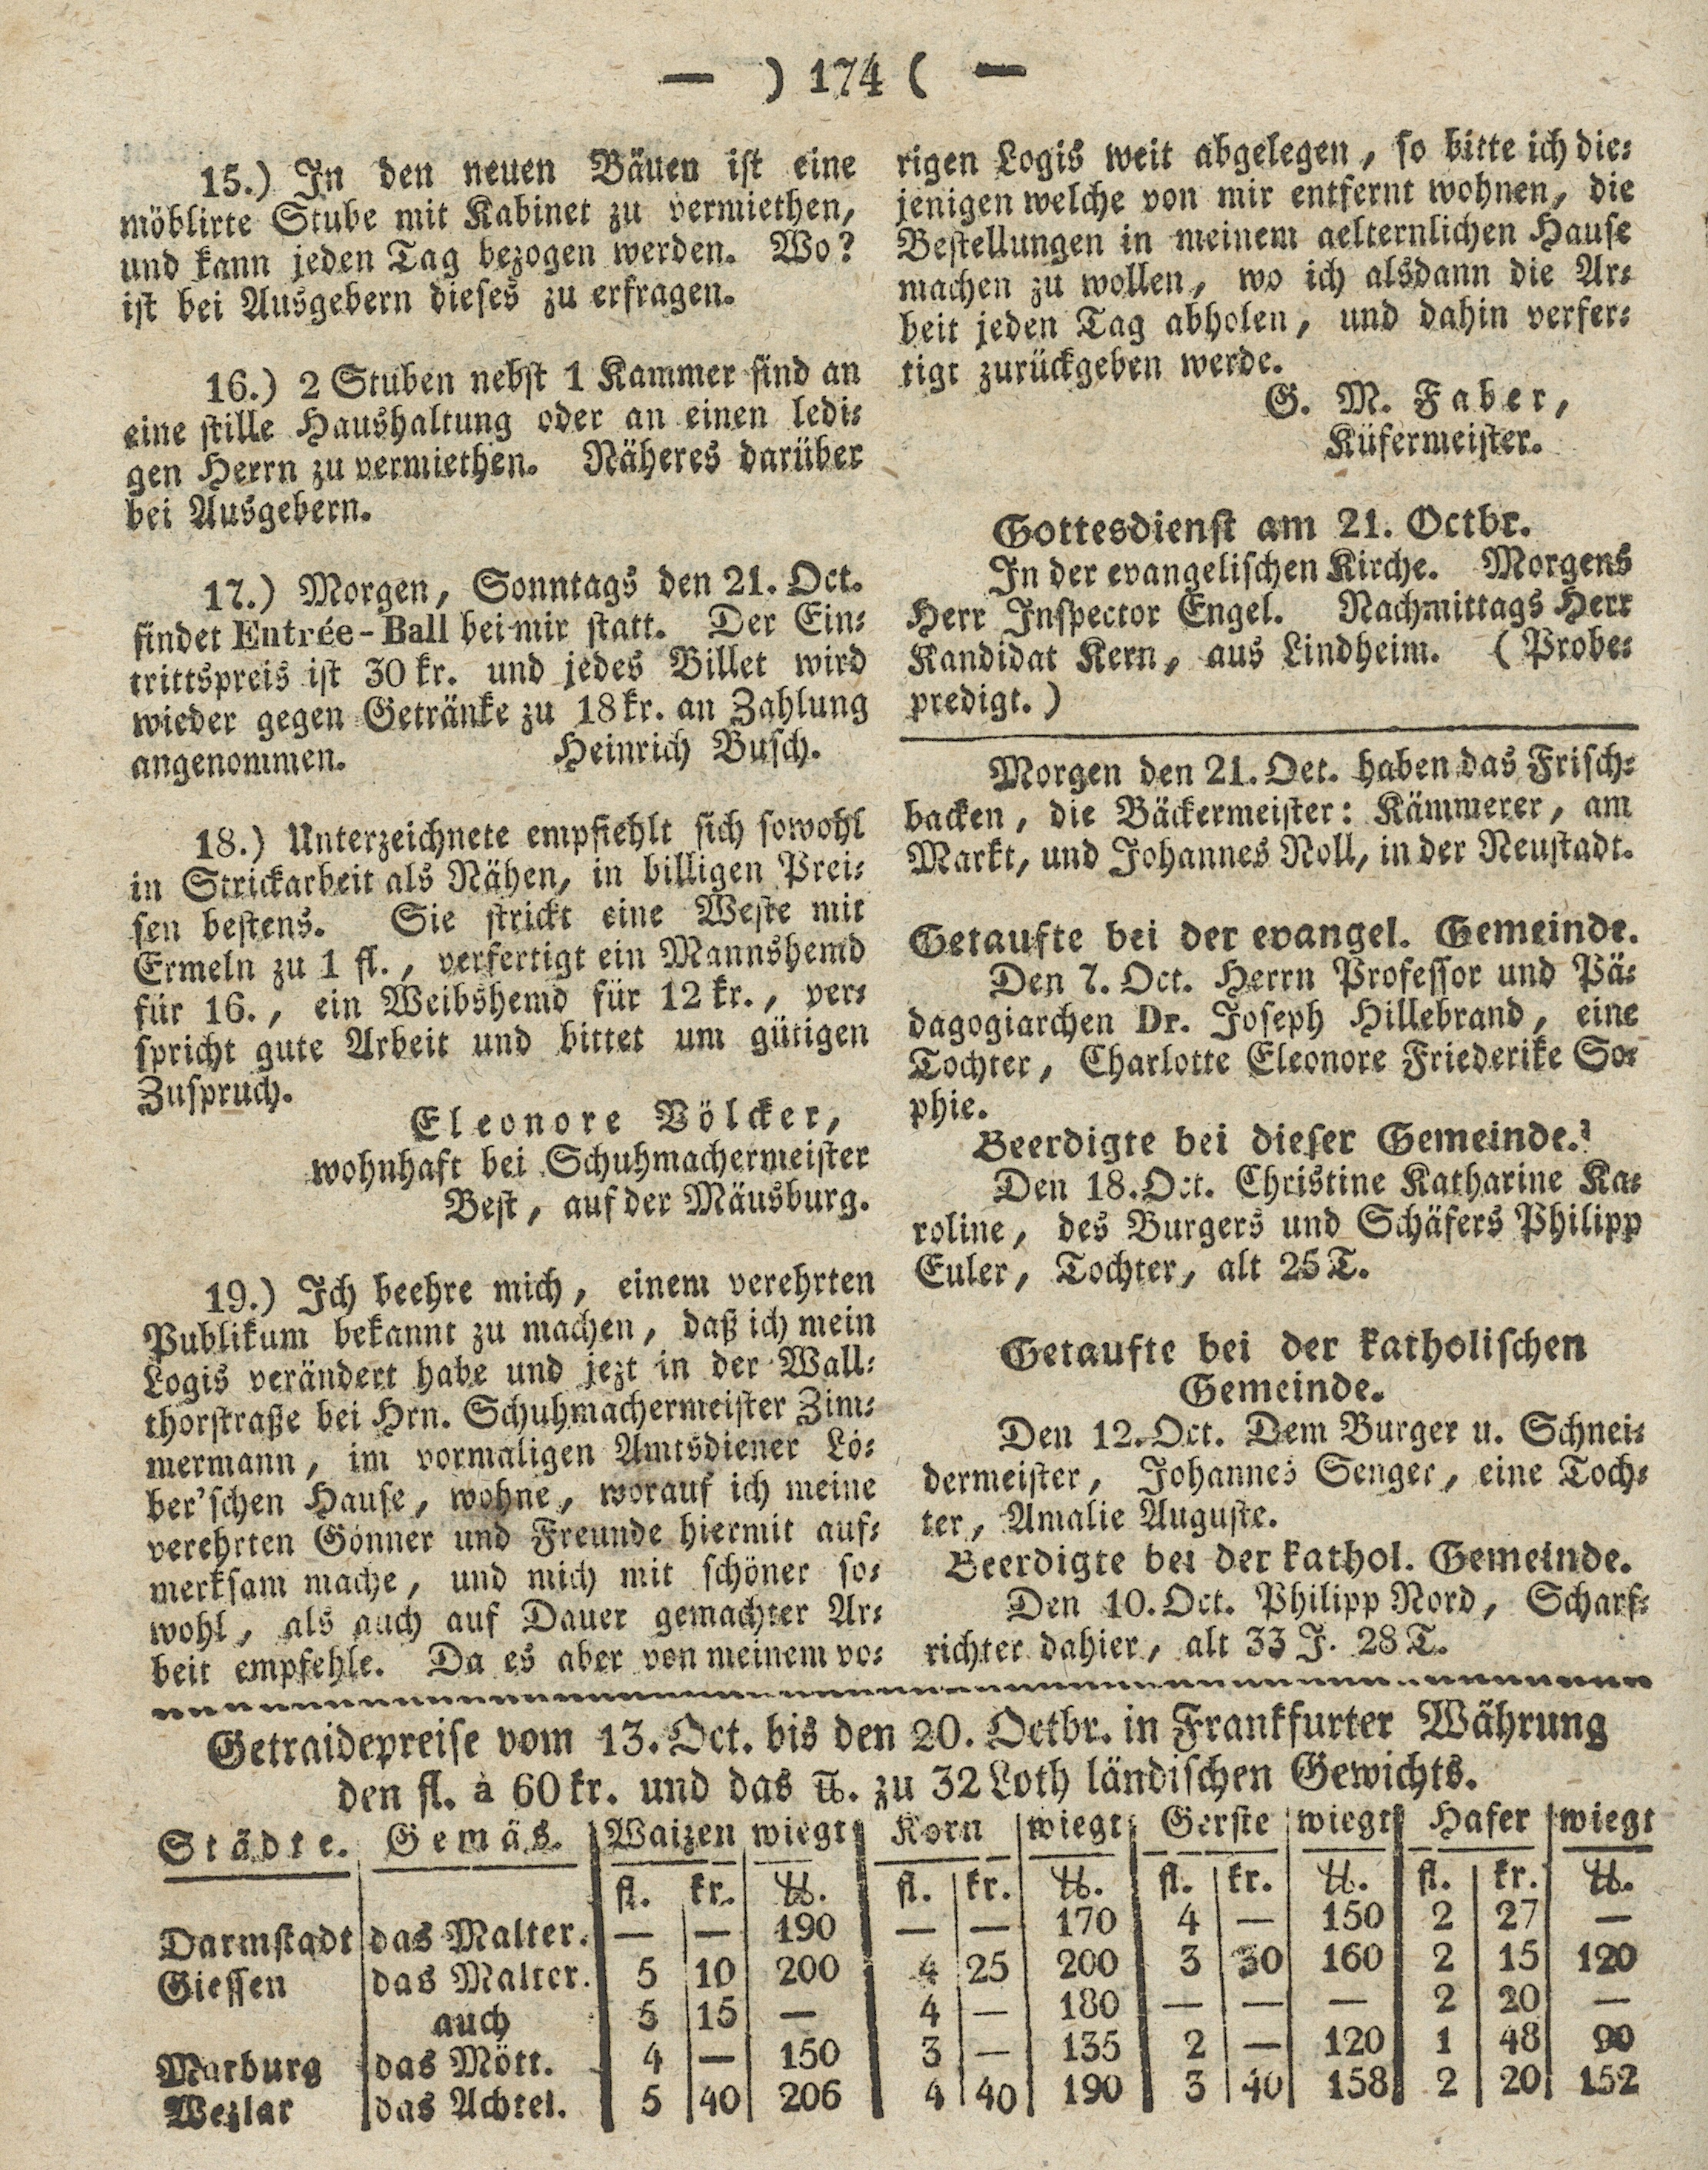 — ) 174 ( —
15.) In den neuen Bäuen ist eine
möblirte Stube mit Kabinet zu vermiethen,
und kann jeden Tag bezogen werden. Wo?
ist bei Ausgebern dieses zu erfragen.
16.) 2 Stuben nebst 1 Kammer sind an
eine stille Haushaltung oder an einen ledi-
gen Herrn zu vermiethen. Näheres darüber
bei Ausgebern.
17.) Morgen, Sonntags den 21. Oct.
findet Entrée-Ball bei mir statt. Der Ein-
trittspreis ist 30 kr. und jedes Billet wird
wieder gegen Getränke zu 18 kr. an Zahlung
angenommen. Heinrich Busch.
18.) Unterzeichnete empfiehlt sich sowohl
in Strickarbeit als Nähen, in billigen Prei-
sen bestens. Sie strickt eine Weste mit
Ermeln zu 1 fl., verfertigt ein Mannshemd
für 16., ein Weibshemd für 12 kr., ver-
spricht gute Arbeit und bittet um gütigen
Zuspruch.
Eleonore Völcker,
wohnhaft bei Schuhmachermeister
Best, auf der Mäusburg.
19.) Ich beehre mich, einem verehrten
Publikum bekannt zu machen, daß ich mein
Logis verändert habe und jezt in der Wall-
thorstraße bei Hrn. Schuhmachermeister Zim-
mermann, im vormaligen Amtsdiener Lö-
ber'schen Hause, wohne, worauf ich meine
verehrten Gönner und Freunde hiermit auf-
merksam mache, und mich mit schöner so-
wohl, als auch auf Dauer gemachter Ar-
beit empfehle. Da es aber von meinem vo-
rigen Logis weit abgelegen, so bitte ich die-
jenigen welche von mir entfernt wohnen, die
Bestellungen in meinem aelternlichen Hause
machen zu wollen, wo ich alsdann die Ar-
beit jeden Tag abholen, und dahin verfer-
tigt zurückgeben werde.
G. M. Faber,
Küfermeister.
Gottesdienst am 21. Octbr.
In der evangelischen Kirche. Morgens
Herr Inspector Engel. Nachmittags Herr
Kandidat Kern, aus Lindheim. (Probe-
predigt.)
Morgen den 21. Oct. haben das Frisch-
backen, die Bäckermeister: Kämmerer, am
Markt, und Johannes Noll, in der Neustadt.
Getaufte bei der evangel. Gemeinde.
Den 7. Oct. Herrn Professor und Pä-
dagogiarchen Dr. Joseph Hillebrand, eine
Tochter, Charlotte Eleonore Friederike So-
phie.
Beerdigte bei dieser Gemeinde.
Den 18. Oct. Christine Katharine Ka-
roline, des Burgers und Schäfers Philipp
Euler, Tochter, alt 25 T.
Getaufte bei der katholischen
Gemeinde.
Den 12. Oct. Dem Burger u. Schnei-
dermeister, Johannes Senger, eine Toch-
ter, Amalie Auguste.
Beerdigte bei der kathol. Gemeinde.
Den 10. Oct. Philipp Nord, Scharf-
richter dahier, alt 33 J. 28 T.
Getraidepreise vom 13. Oct. bis den 20. Octbr. in Frankfurter Währung
den fl. à 60 kr. und das ℔. zu 32 Loth ländischen Gewichts.
Städte. Gemäs. Waizen wiegt Korn wiegt Gerste wiegt Hafer wiegt
fl. kr. ℔. fl. kr. ℔. fl. kr. ℔. fl. kr. ℔.
Darmstadt das Malter. — — 190 — — 170 4 — 150 2 27 —
Giessen das Malter. 5 10 200 4 25 200 3 30 160 2 15 120
auch 5 15 — 4 — 180 — — — 2 20 —
Marburg das Mött. 4 — 150 3 — 135 2 — 120 1 48 90
Wezlar das Achtel. 5 40 206 4 40 190 3 40 158 2 20 152